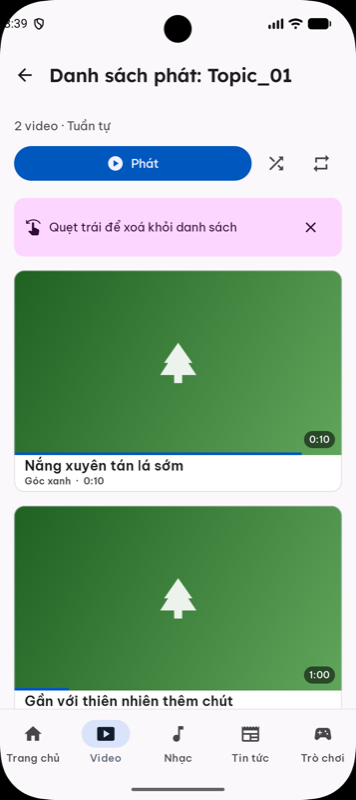 Danh sách phát: Topic_01
2 video · Tuần tự
Phát
Quẹt trái để xoá khỏi danh sách
0:10
Nắng xuyên tán lá sớm
Góc xanh · 0:10
1:00
Gần với thiên nhiên thêm chút
Trang chủ
Video
Nhạc
Tin tức
Trò chơi